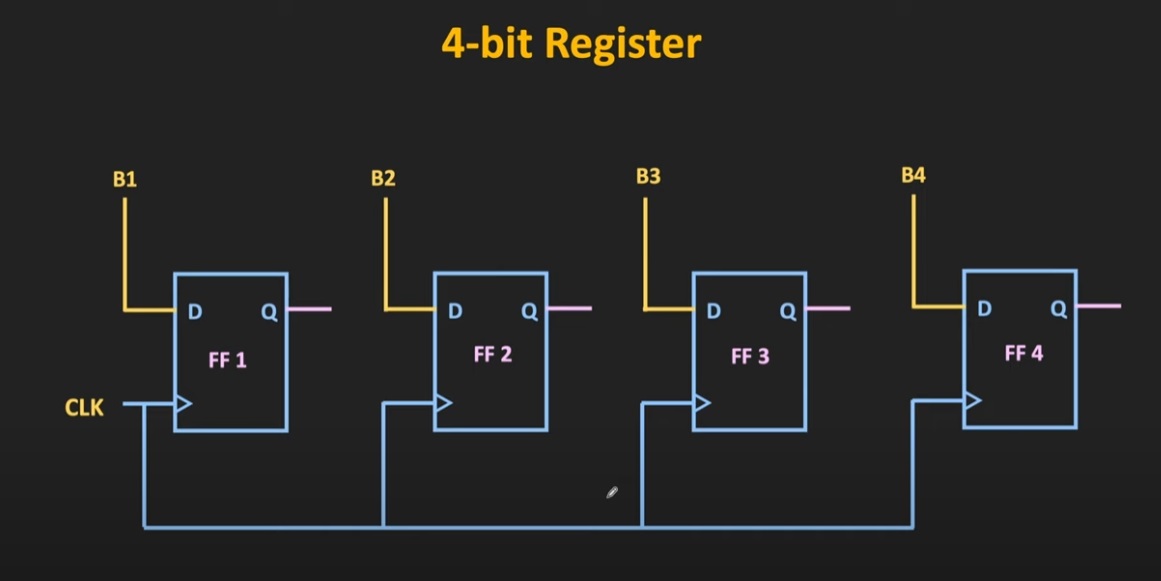 4-bit Register
B1 B2 B3 B4
D Q D Q D Q D Q
FF 1 FF 2 FF 3 FF 4
CLK